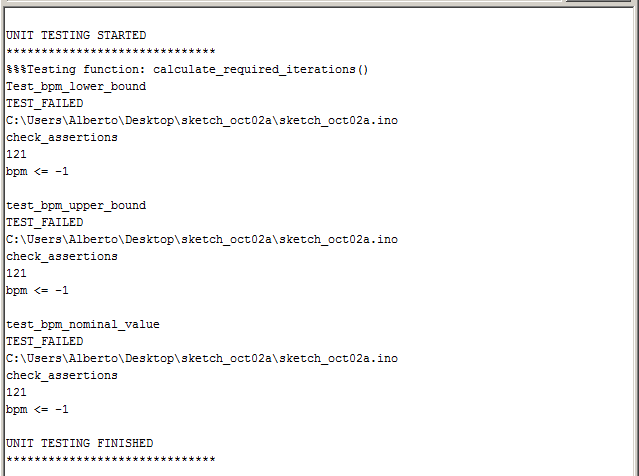 UNIT TESTING STARTED
******************************
%%%Testing function: calculate_required_iterations()
Test_bpm_lower_bound
TEST_FAILED
C:\Users\Alberto\Desktop\sketch_oct02a\sketch_oct02a.ino
check_assertions
121
bpm <= -1
test_bpm_upper_bound
TEST_FAILED
C:\Users\Alberto\Desktop\sketch_oct02a\sketch_oct02a.ino
check_assertions
121
bpm <= -1
test_bpm_nominal_value
TEST_FAILED
C:\Users\Alberto\Desktop\sketch_oct02a\sketch_oct02a.ino
check_assertions
121
bpm <= -1
UNIT TESTING FINISHED
******************************